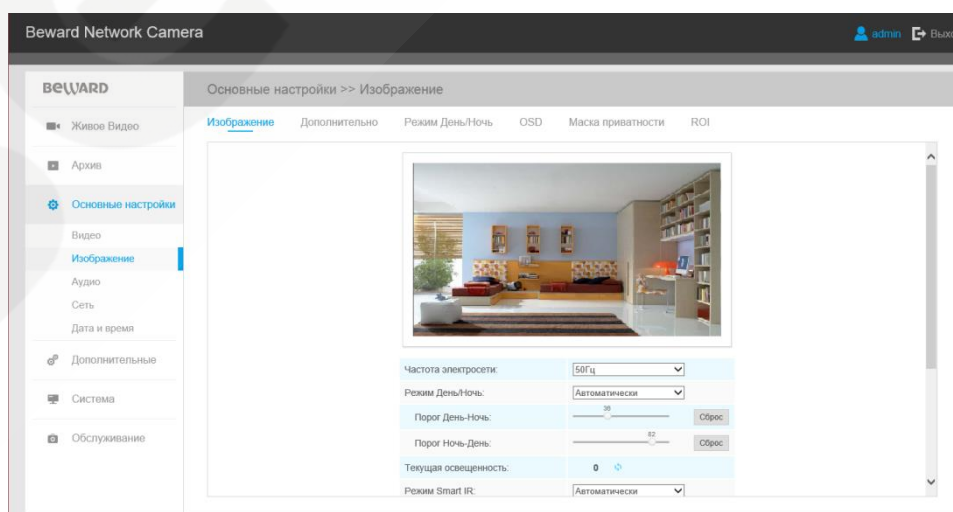 Beward Network Camera
admin
BEWARD
Основные настройки >> Изображение
Живое Видео
Архив
Основные настройки
Видео
Изображение
Аудио
Сеть
Дата и время
Дополнительные
Система
Обслуживание
Изображение Дополнительно Режим День/Ночь OSD Маска приватности ROI
Частота электросети: 50Гц
Режим День/Ночь: Автоматически
Порог День-Ночь: 36 Сброс
Порог Ночь-День: 82 Сброс
Текущая освещенность: 0
Режим Smart IR: Автоматически